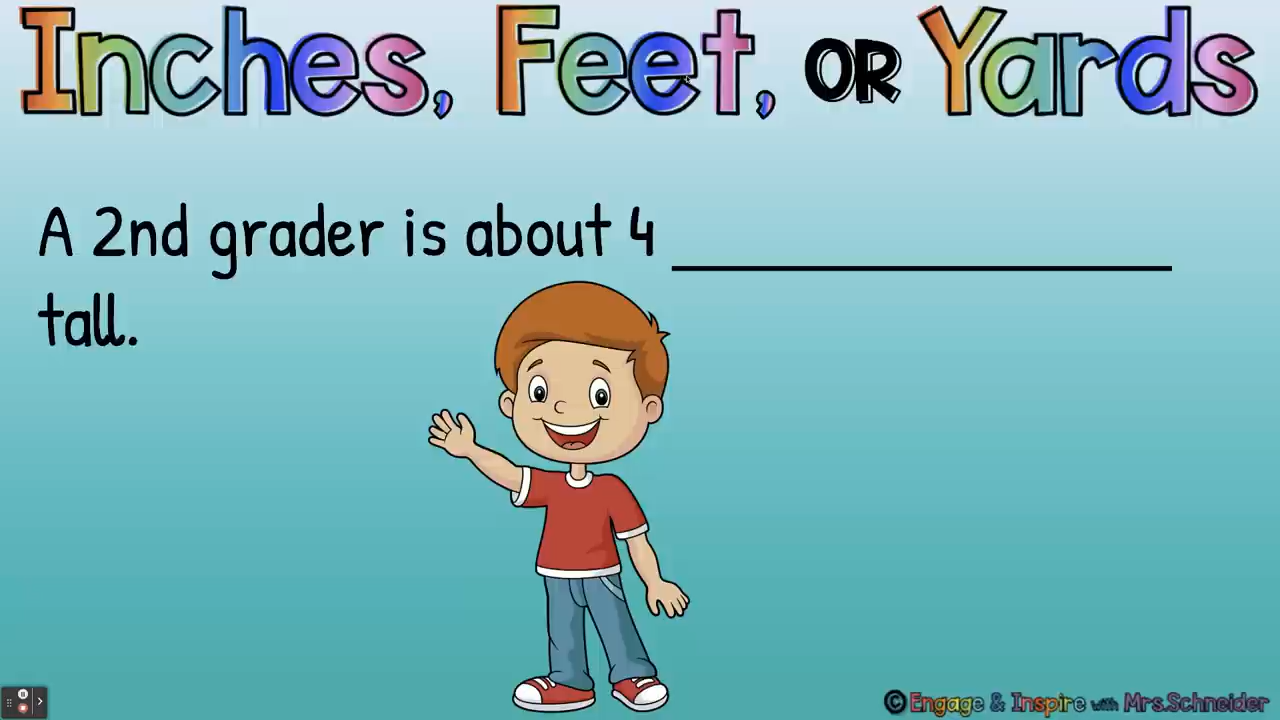 Inches, Feet, OR Yards
A 2nd grader is about 4 ____________
tall.
© Engage & Inspire with Mrs.Schneider